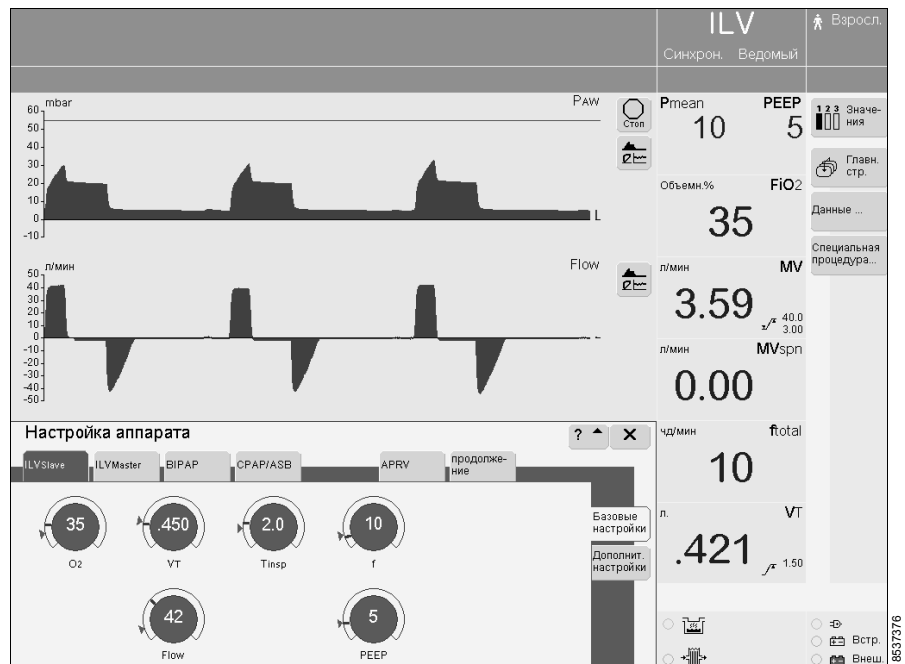 ILV
Синхрон. Ведомый
Взросл.
mbar
Paw
60
50
40
30
20
10
0
-10
L
Стоп
л/мин
Flow
50
40
30
20
10
0
-10
-20
-30
-40
-50
Pmean
PEEP
10
5
Объемн.%
FiO2
35
л/мин
MV
3.59
40.0
3.00
л/мин
MVspn
0.00
чд/мин
ftotal
10
л.
VT
.421
1.50
1 2 3 Значе-
ния
Главн.
стр.
Данные ...
Специальная
процедура...
Настройка аппарата
?
X
ILVSlave
ILVMaster
BIPAP
CPAP/ASB
APRV
продолже-
ние
35
O2
.450
VT
2.0
Tinsp
10
f
42
Flow
5
PEEP
Базовые
настройки
Дополнит.
настройки
Встр.
Внеш.
8537376